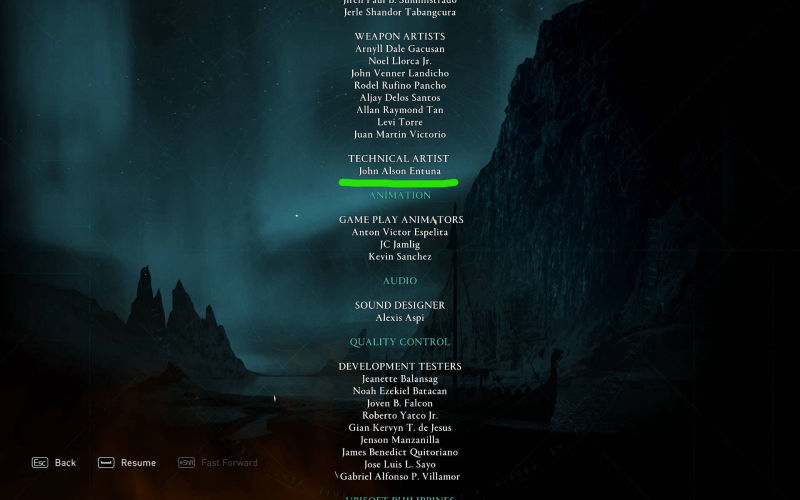 Jerle Shandor Tabangcura
WEAPON ARTISTS
Arnyll Dale Gacusan
Noel Llorca Jr.
John Venner Landicho
Rodel Rufino Pancho
Aljay Delos Santos
Allan Raymond Tan
Levi Torre
Juan Martin Victorio
TECHNICAL ARTIST
John Alson Entuna
ANIMATION
GAME PLAY ANIMATORS
Anton Victor Espelita
JC Jamlig
Kevin Sanchez
AUDIO
SOUND DESIGNER
Alexis Aspi
QUALITY CONTROL
DEVELOPMENT TESTERS
Jeanette Balansag
Noah Ezekiel Batacan
Joven B. Falcon
Roberto Yatco Jr.
Gian Kervyn T. de Jesus
Jenson Manzanilla
James Benedict Quitoriano
Jose Luis L. Sayo
Gabriel Alfonso P. Villamor
UBISOFT PHILIPPINES
Esc Back Resume Shift Fast Forward